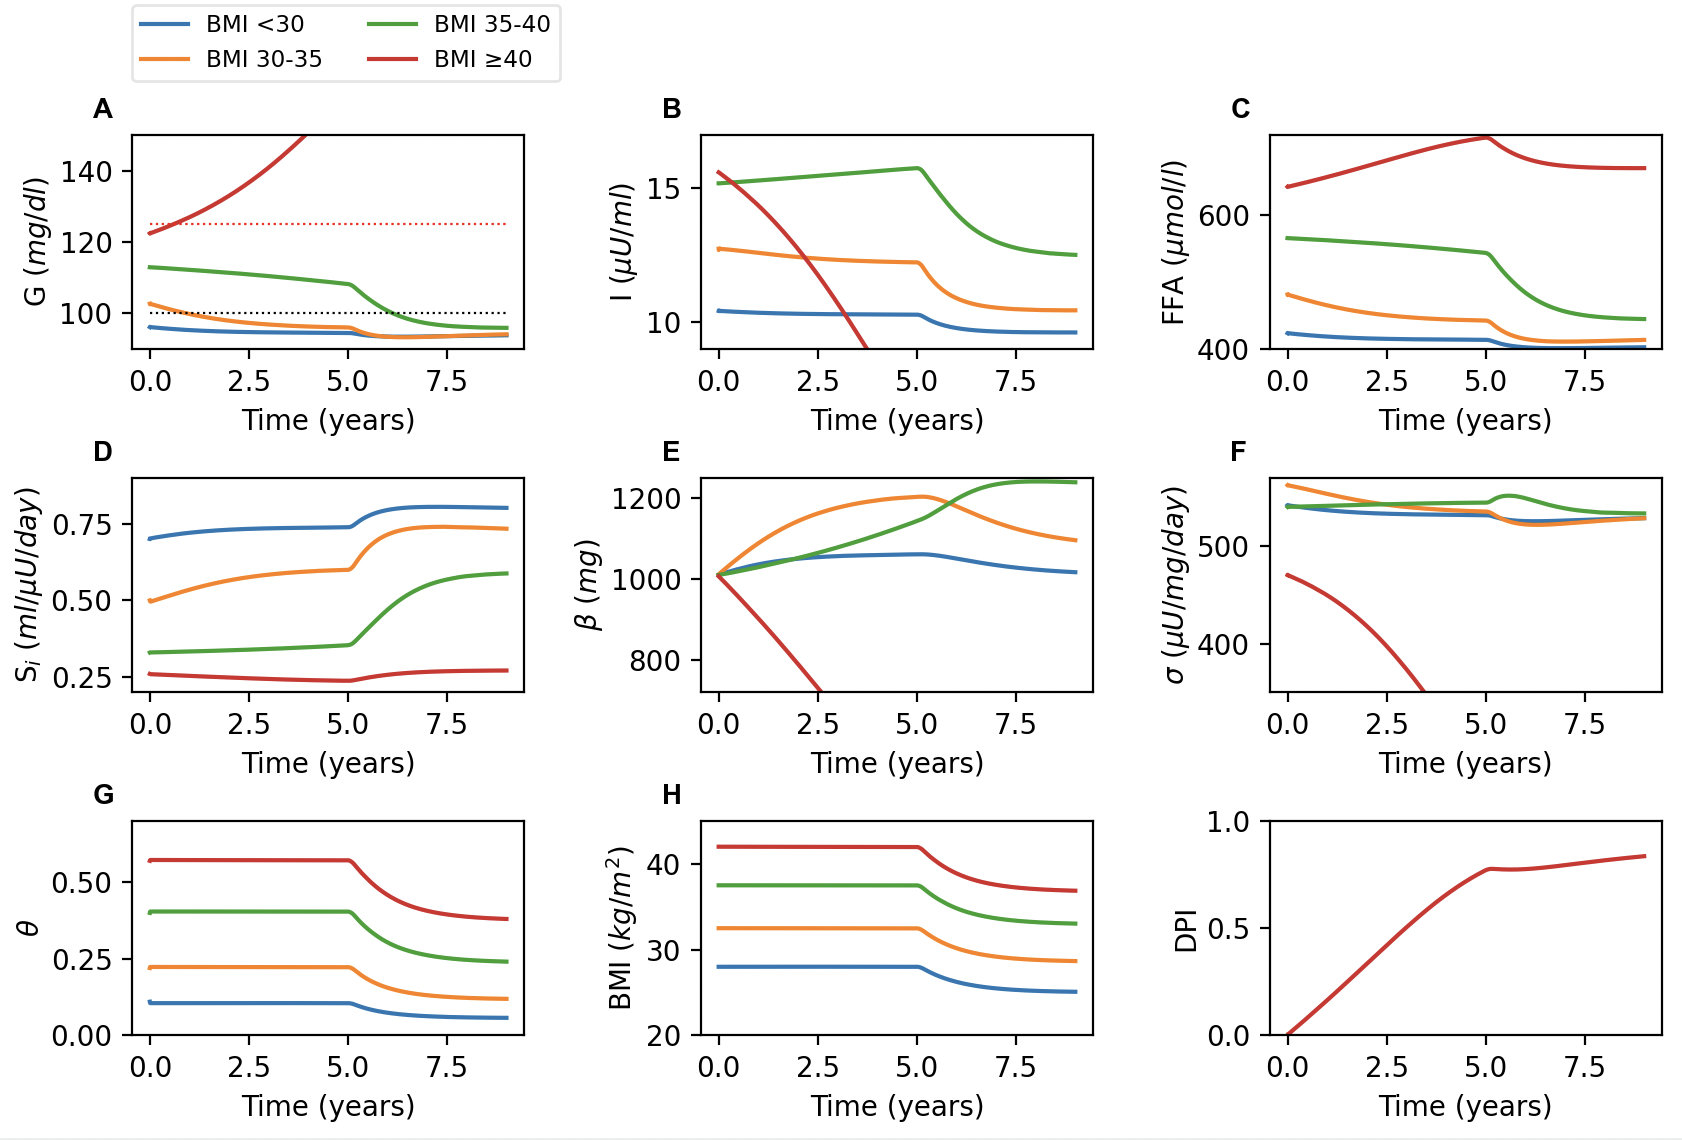 BMI <30
BMI 35-40
BMI 30-35
BMI ≥40
A
B
C
G (mg/dl)
140
120
100
0.0 2.5 5.0 7.5
Time (years)
I (μU/ml)
15
10
0.0 2.5 5.0 7.5
Time (years)
FFA (μmol/l)
600
400
0.0 2.5 5.0 7.5
Time (years)
D
E
F
Si (ml/μU/day)
0.75
0.50
0.25
0.0 2.5 5.0 7.5
Time (years)
β (mg)
1200
1000
800
0.0 2.5 5.0 7.5
Time (years)
σ (μU/mg/day)
500
400
0.0 2.5 5.0 7.5
Time (years)
G
H
θ
0.50
0.25
0.00
0.0 2.5 5.0 7.5
Time (years)
BMI (kg/m²)
40
30
20
0.0 2.5 5.0 7.5
Time (years)
DPI
1.0
0.5
0.0
0.0 2.5 5.0 7.5
Time (years)